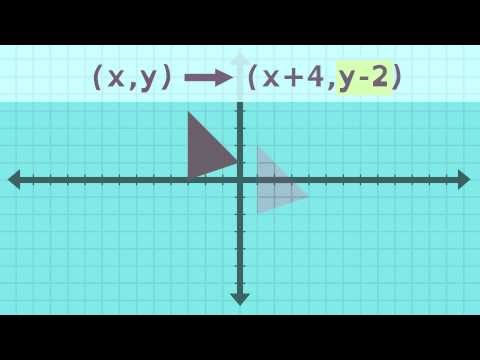 (x,y) → (x+4,y-2)